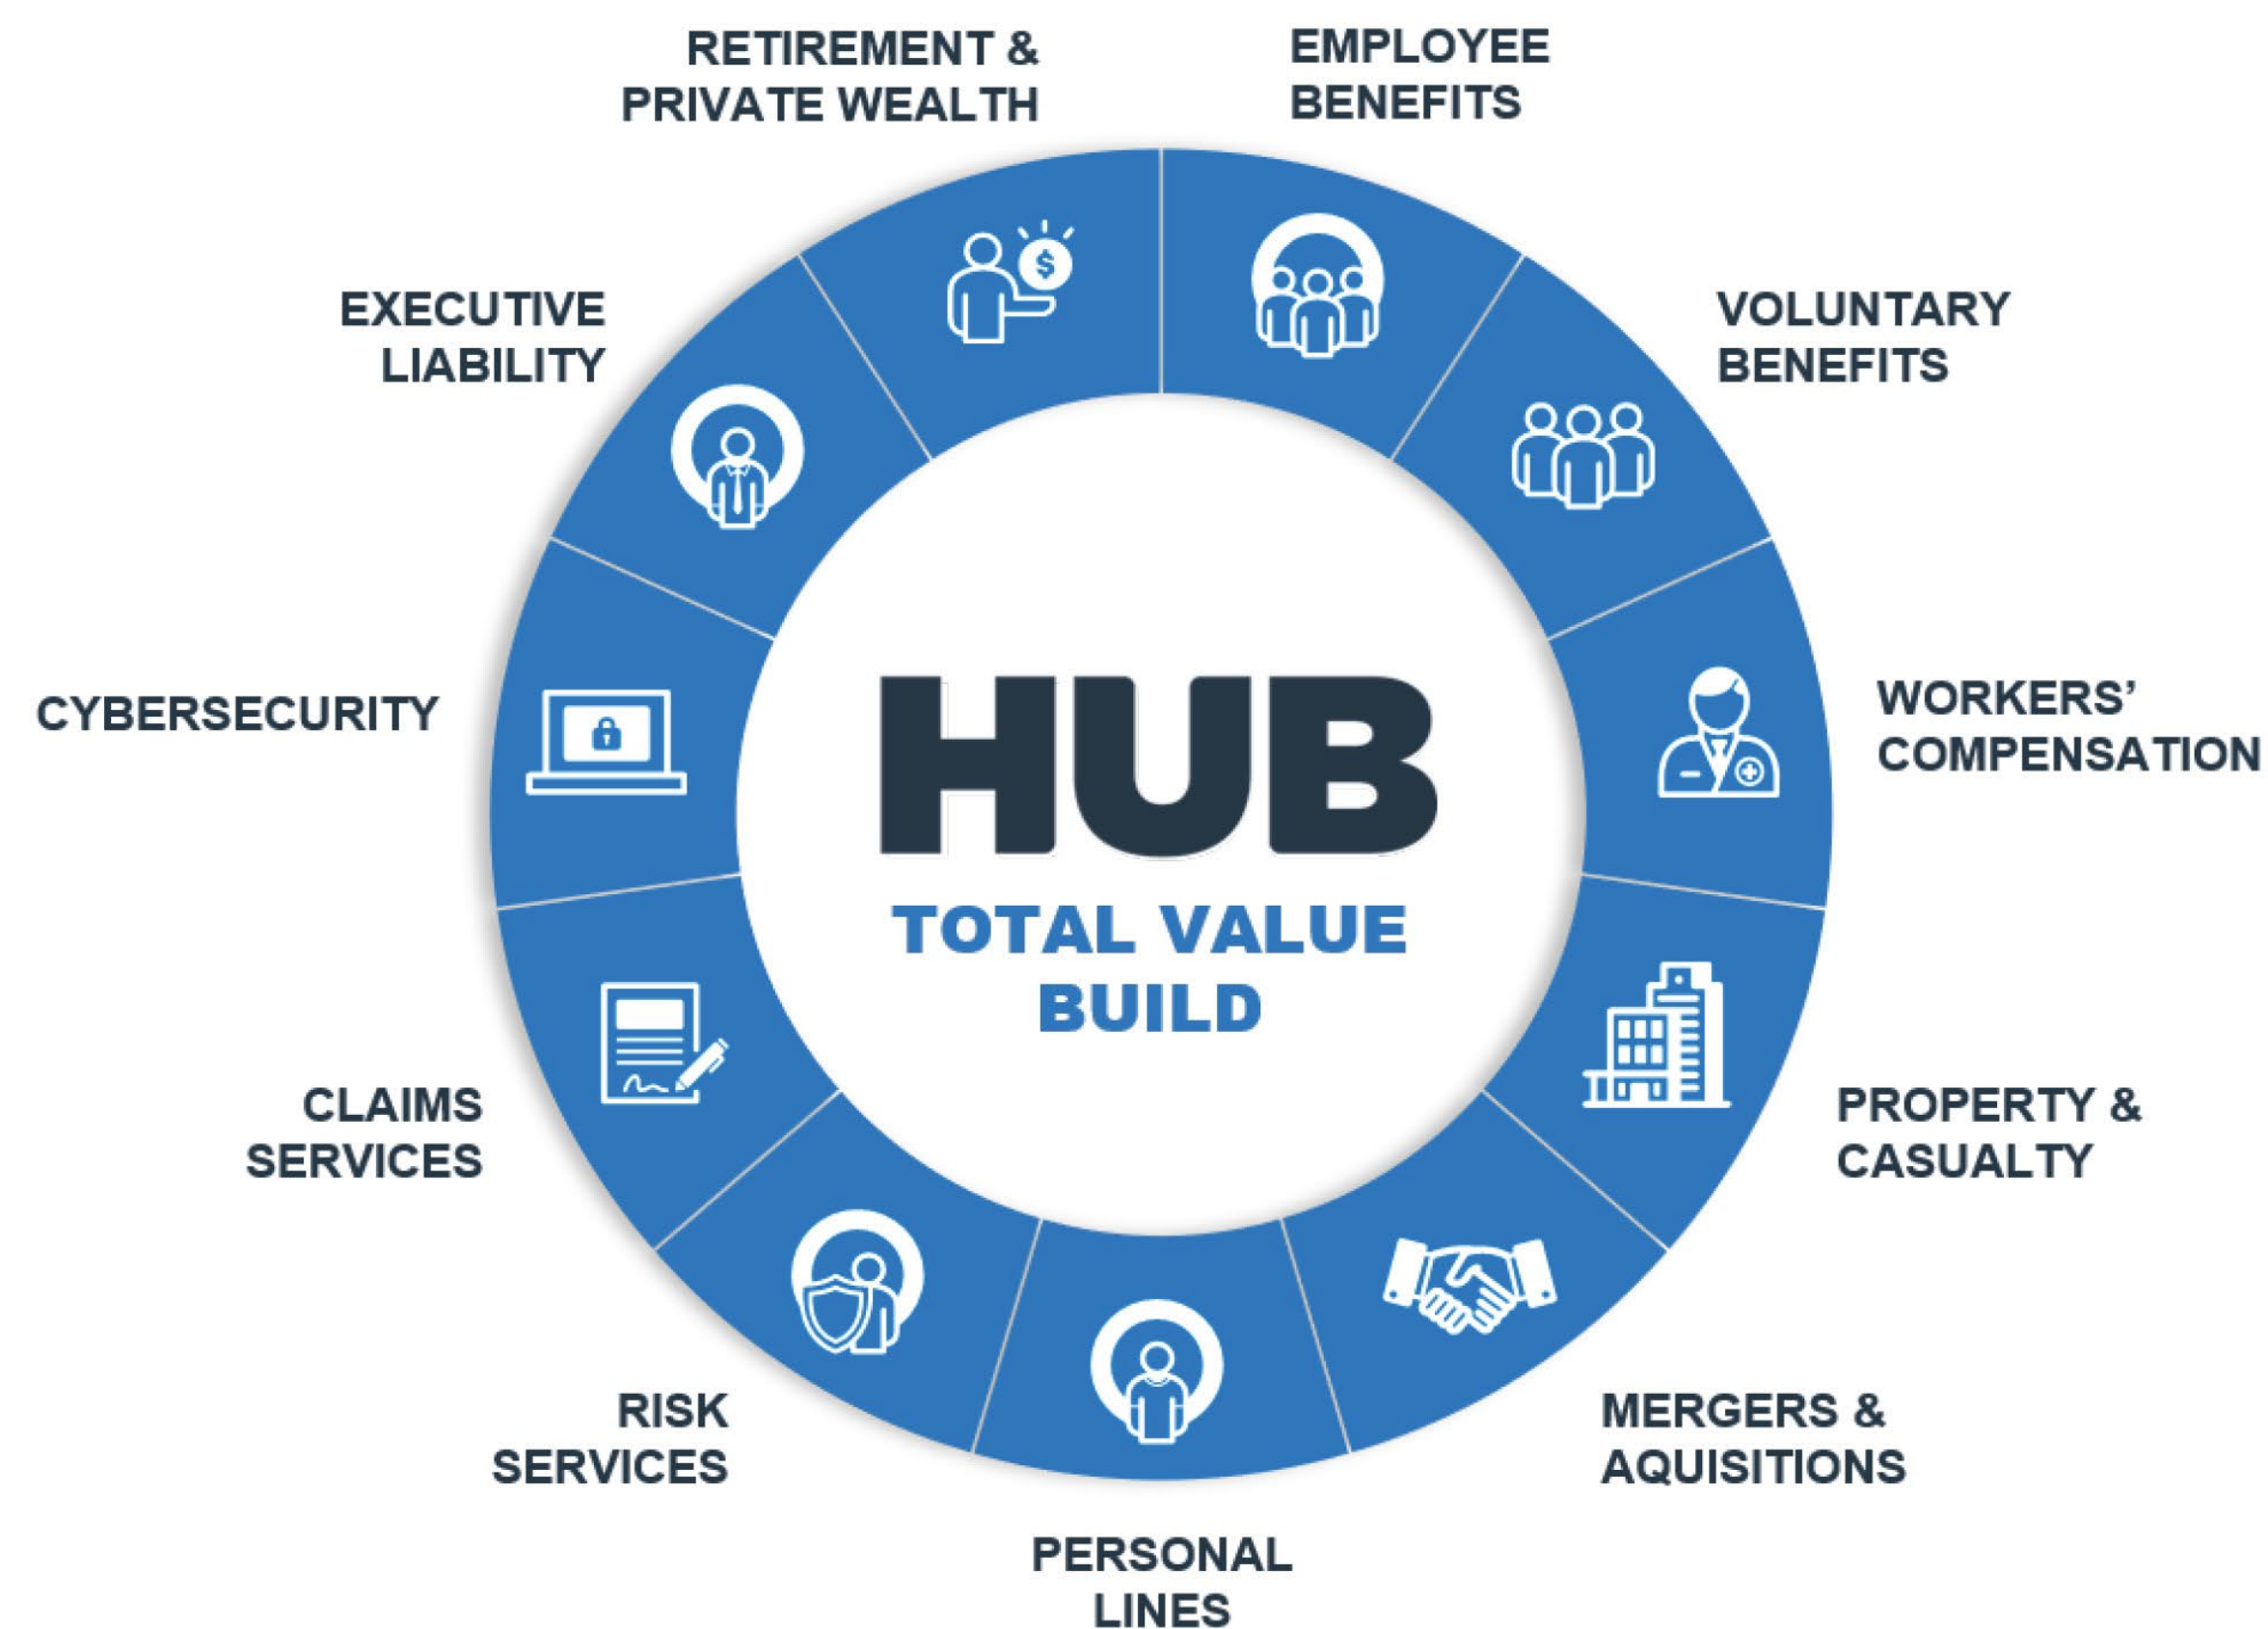 RETIREMENT &
PRIVATE WEALTH
EMPLOYEE
BENEFITS
EXECUTIVE
LIABILITY
VOLUNTARY
BENEFITS
CYBERSECURITY
WORKERS’
COMPENSATION
HUB
TOTAL VALUE
BUILD
CLAIMS
SERVICES
PROPERTY &
CASUALTY
RISK
SERVICES
MERGERS &
AQUISITIONS
PERSONAL
LINES
$